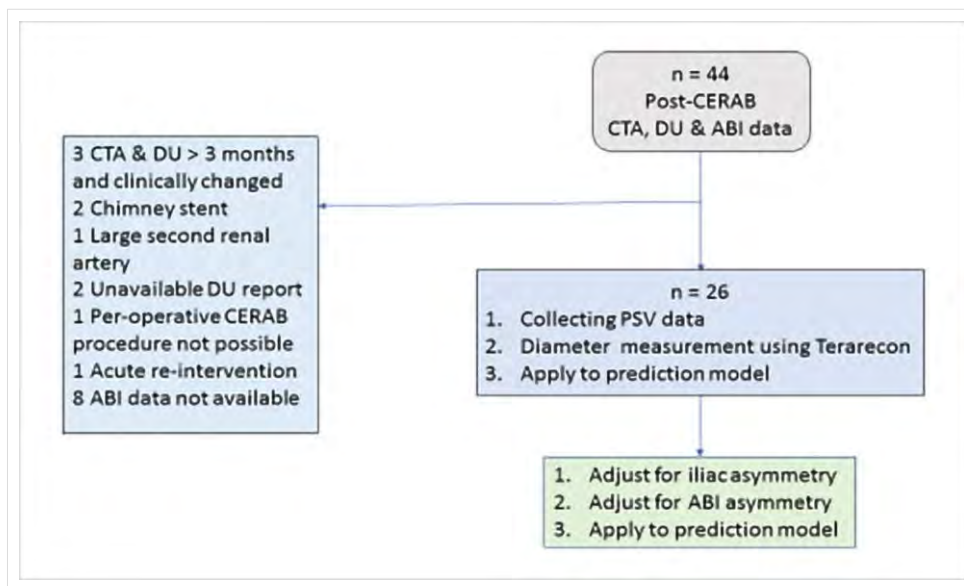 n = 44
Post-CERAB
CTA, DU & ABI data
3 CTA & DU > 3 months
and clinically changed
2 Chimney stent
1 Large second renal
artery
2 Unavailable DU report
1 Per-operative CERAB
procedure not possible
1 Acute re-intervention
8 ABI data not available
n = 26
1. Collecting PSV data
2. Diameter measurement using Terarecon
3. Apply to prediction model
1. Adjust for iliac asymmetry
2. Adjust for ABI asymmetry
3. Apply to prediction model